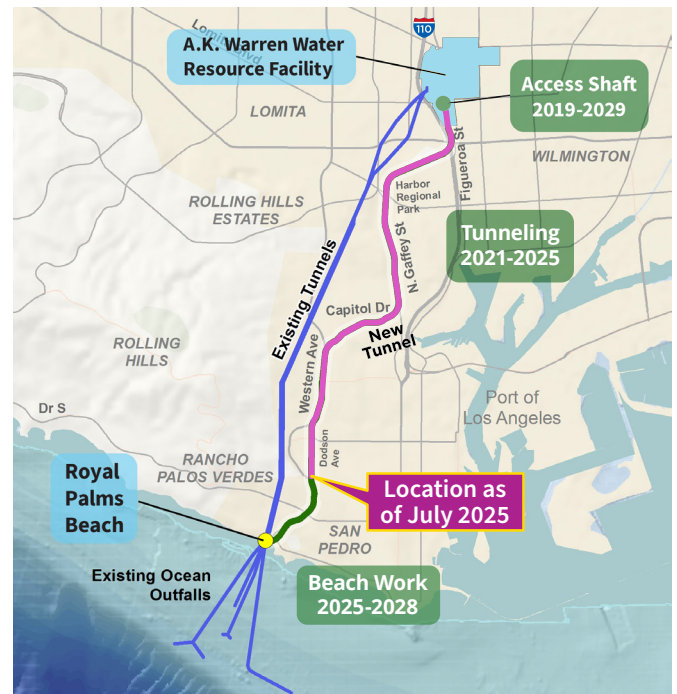 110
Lomita Blvd
A.K. Warren Water
Resource Facility
Access Shaft
2019-2029
LOMITA
Figueroa St.
WILMINGTON
Harbor
Regional
Park
ROLLING HILLS
ESTATES
Tunneling
2021-2025
N.Gaffey St
Existing Tunnels
Capitol Dr
New
Tunnel
ROLLING
HILLS
Western Ave
Port of
Los Angeles
Dr S
Dodson
Ave
RANCHO
PALOS VERDES
Royal
Palms
Beach
Location as
of July 2025
SAN
PEDRO
Existing Ocean
Outfalls
Beach Work
2025-2028